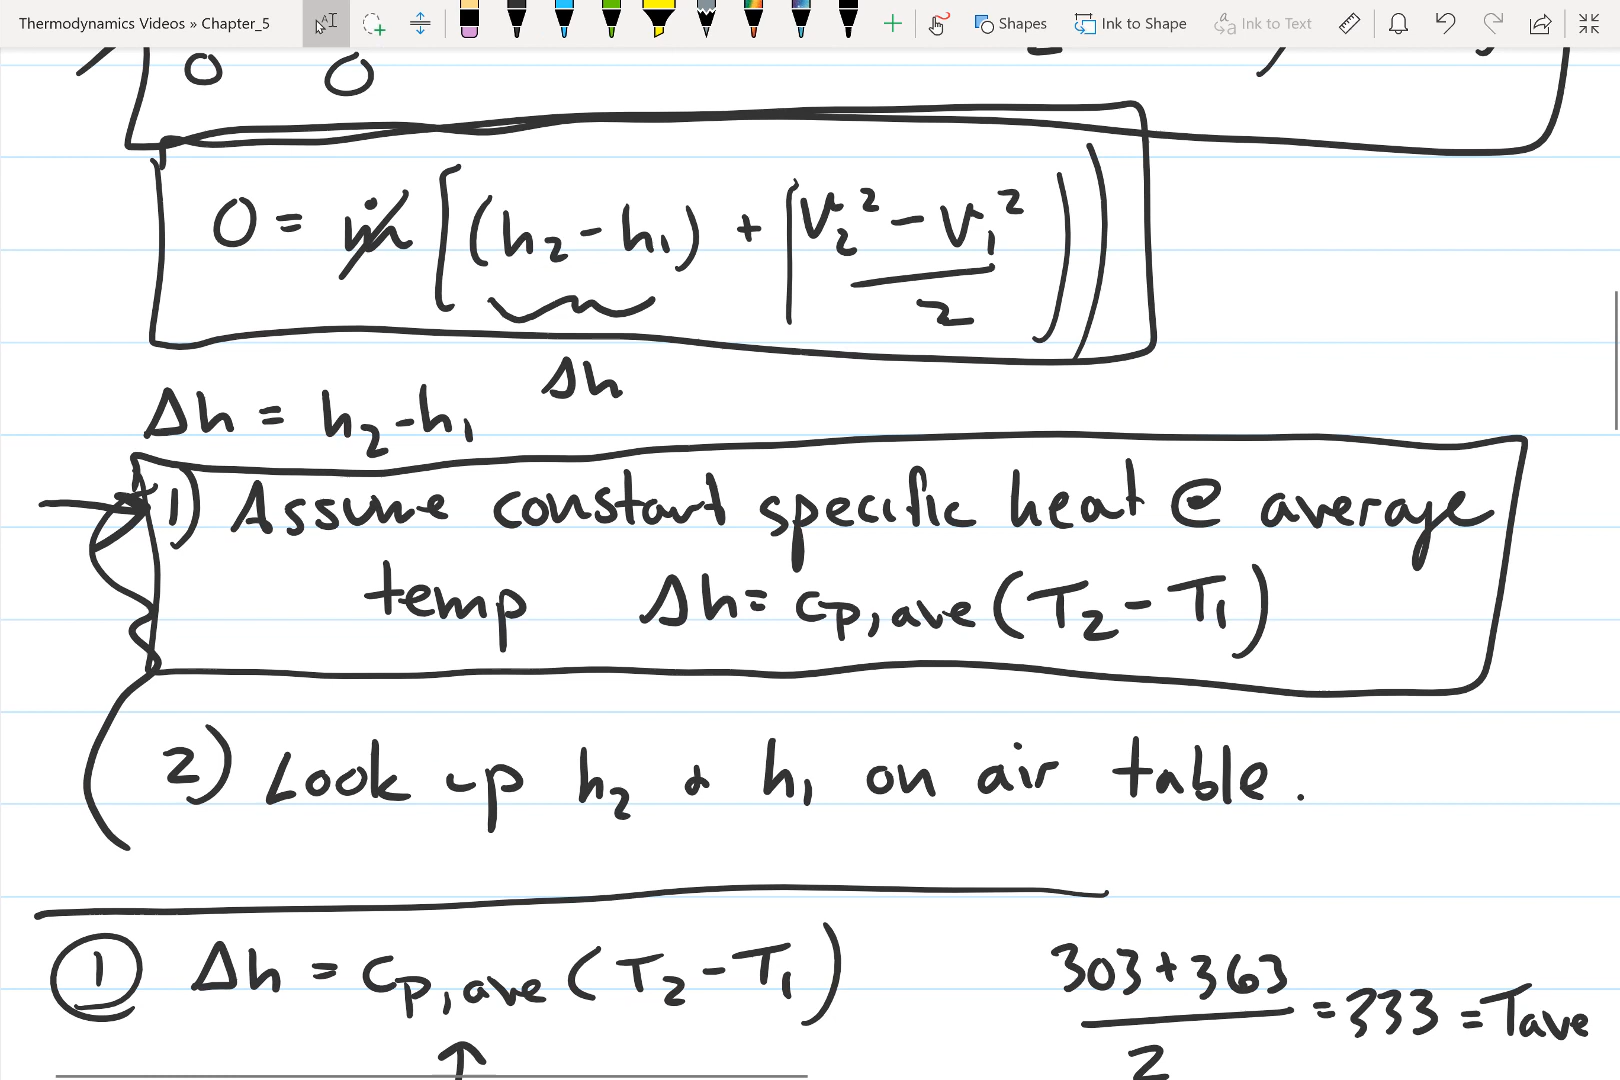 Thermodynamics Videos » Chapter_5
Shapes
Ink to Shape
Ink to Text
0 0
0 = ṁ [(h₂ - h₁) + (V₂² - V₁²)/2)]
Δh
Δh = h₂ - h₁
1) Assume constant specific heat @ average
temp Δh = cp,ave (T₂ - T₁)
2) Look up h₂ & h₁ on air table.
① Δh = cp,ave (T₂ - T₁)
(303 + 363)/2 = 333 = Tave